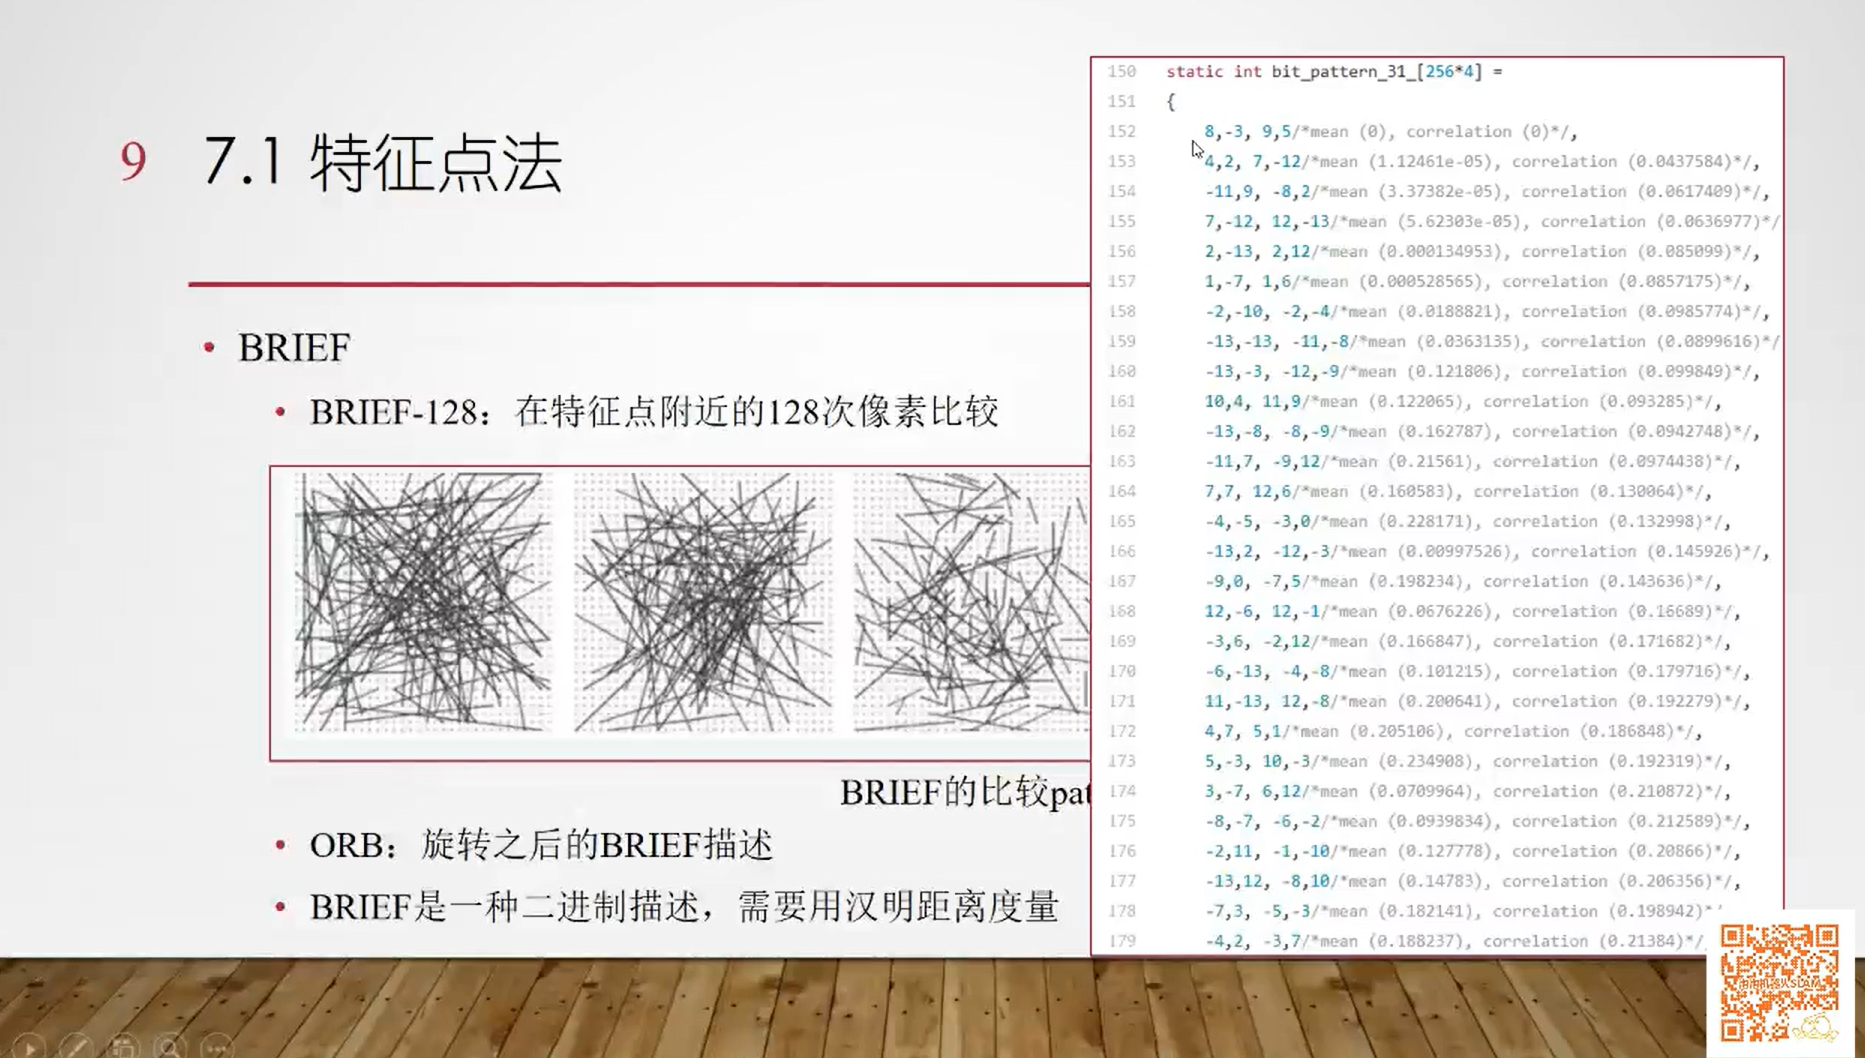 9
7.1 特征点法
• BRIEF
• BRIEF-128：在特征点附近的128次像素比较
BRIEF的比较pat
• ORB：旋转之后的BRIEF描述
• BRIEF是一种二进制描述，需要用汉明距离度量
150 static int bit_pattern_31_[256*4] =
151 {
152 8,-3, 9,5/*mean (0), correlation (0)*/,
153 4,2, 7,-12/*mean (1.12461e-05), correlation (0.0437584)*/,
154 -11,9, -8,2/*mean (3.37382e-05), correlation (0.0617409)*/,
155 7,-12, 12,-13/*mean (5.62303e-05), correlation (0.0636977)*/
156 2,-13, 2,12/*mean (0.000134953), correlation (0.085099)*/,
157 1,-7, 1,6/*mean (0.000528565), correlation (0.0857175)*/,
158 -2,-10, -2,-4/*mean (0.0188821), correlation (0.0985774)*/,
159 -13,-13, -11,-8/*mean (0.0363135), correlation (0.0899616)*/
160 -13,-3, -12,-9/*mean (0.121806), correlation (0.099849)*/,
161 10,4, 11,9/*mean (0.122065), correlation (0.093285)*/,
162 -13,-8, -8,-9/*mean (0.162787), correlation (0.0942748)*/,
163 -11,7, -9,12/*mean (0.21561), correlation (0.0974438)*/,
164 7,7, 12,6/*mean (0.160583), correlation (0.130064)*/,
165 -4,-5, -3,0/*mean (0.228171), correlation (0.132998)*/,
166 -13,2, -12,-3/*mean (0.00997526), correlation (0.145926)*/,
167 -9,0, -7,5/*mean (0.198234), correlation (0.143636)*/,
168 12,-6, 12,-1/*mean (0.0676226), correlation (0.16689)*/,
169 -3,6, -2,12/*mean (0.166847), correlation (0.171682)*/,
170 -6,-13, -4,-8/*mean (0.101215), correlation (0.179716)*/,
171 11,-13, 12,-8/*mean (0.200641), correlation (0.192279)*/,
172 4,7, 5,1/*mean (0.205106), correlation (0.186848)*/,
173 5,-3, 10,-3/*mean (0.234908), correlation (0.192319)*/,
174 3,-7, 6,12/*mean (0.0709964), correlation (0.210872)*/,
175 -8,-7, -6,-2/*mean (0.0939834), correlation (0.212589)*/,
176 -2,11, -1,-10/*mean (0.127778), correlation (0.20866)*/,
177 -13,12, -8,10/*mean (0.14783), correlation (0.206356)*/,
178 -7,3, -5,-3/*mean (0.182141), correlation (0.198942)*/
179 -4,2, -3,7/*mean (0.188237), correlation (0.21384)*/